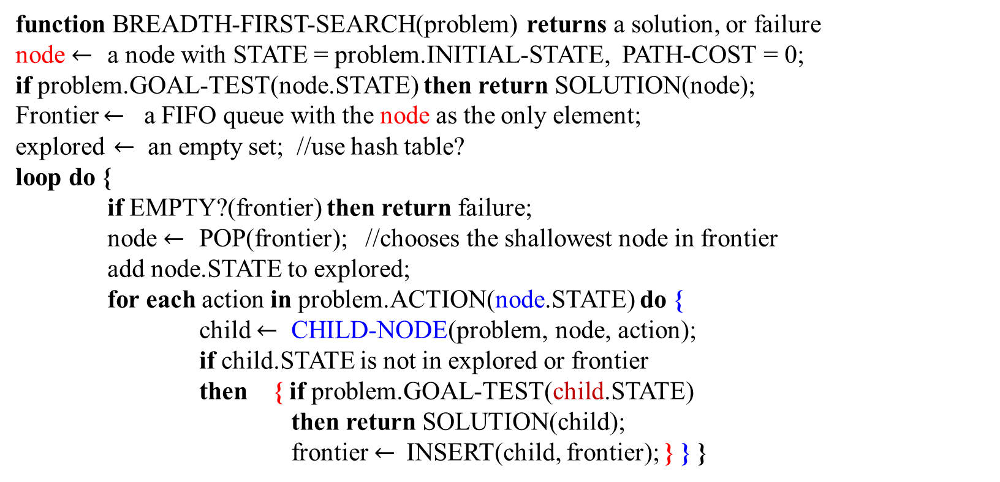 function BREADTH-FIRST-SEARCH(problem) returns a solution, or failure
node ← a node with STATE = problem.INITIAL-STATE, PATH-COST = 0;
if problem.GOAL-TEST(node.STATE) then return SOLUTION(node);
Frontier ← a FIFO queue with the node as the only element;
explored ← an empty set; //use hash table?
loop do {
if EMPTY?(frontier) then return failure;
node ← POP(frontier); //chooses the shallowest node in frontier
add node.STATE to explored;
for each action in problem.ACTION(node.STATE) do {
child ← CHILD-NODE(problem, node, action);
if child.STATE is not in explored or frontier
then { if problem.GOAL-TEST(child.STATE)
then return SOLUTION(child);
frontier ← INSERT(child, frontier); } } }